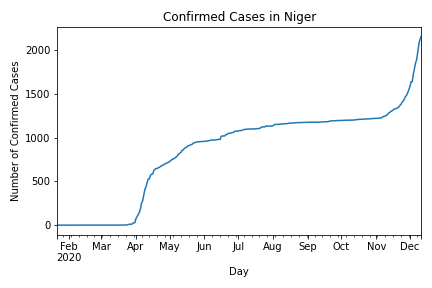 Confirmed Cases in Niger
Number of Confirmed Cases
2000
1500
1000
500
0
Feb Mar Apr May Jun Jul Aug Sep Oct Nov Dec
2020
Day